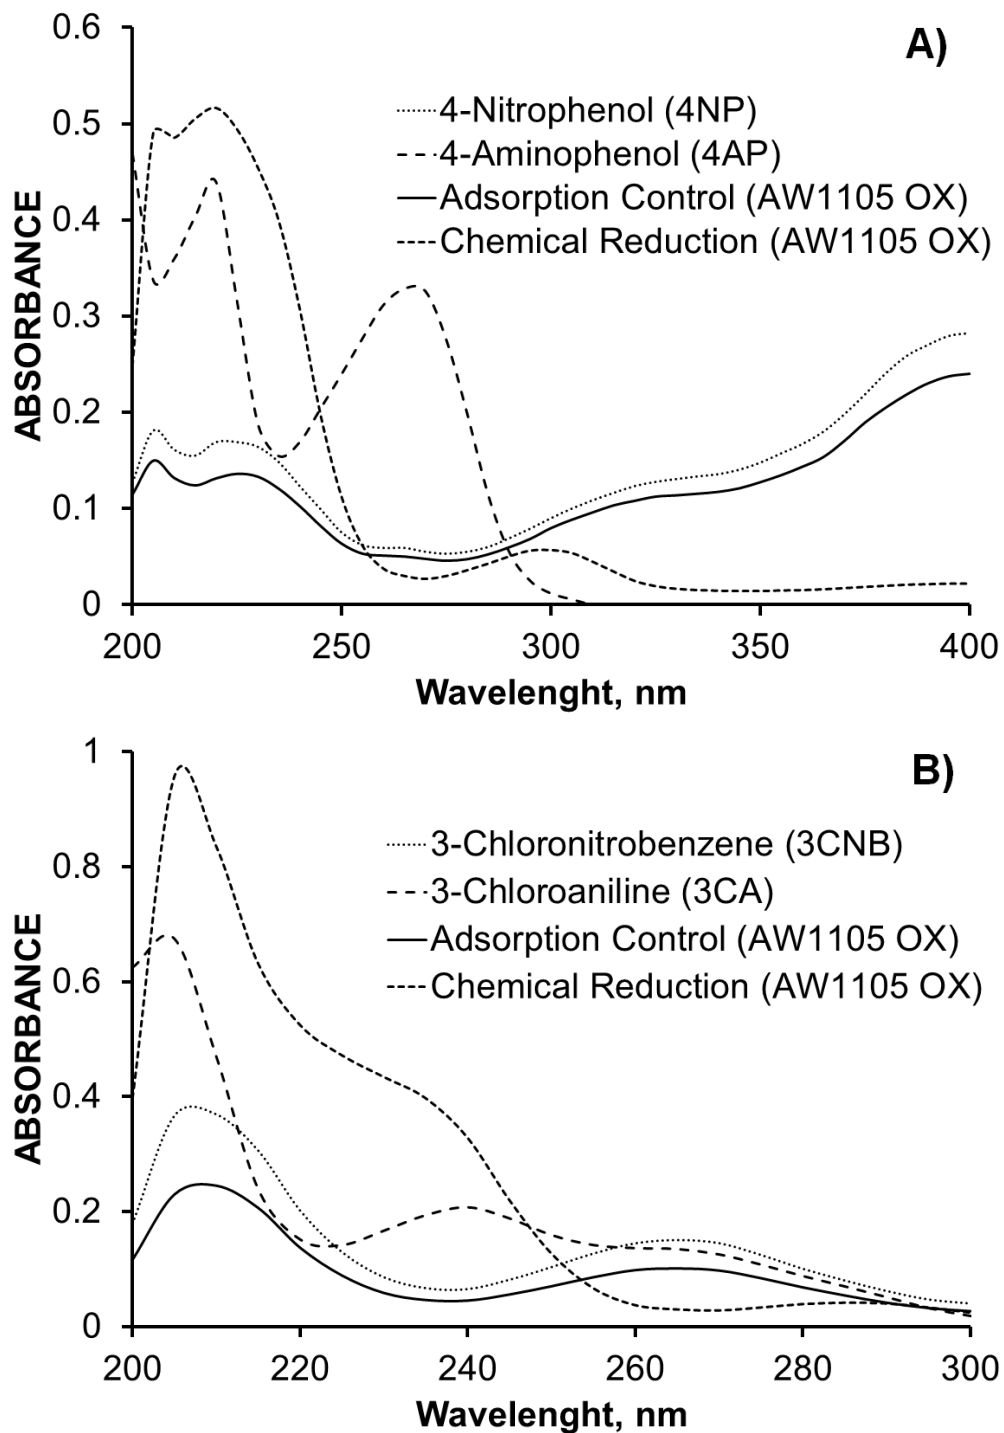 A)
0.6
0.5
0.4
0.3
0.2
0.1
0
ABSORBANCE
4-Nitrophenol (4NP)
4-Aminophenol (4AP)
Adsorption Control (AW1105 OX)
Chemical Reduction (AW1105 OX)
200 250 300 350 400
Wavelenght, nm
B)
1
0.8
0.6
0.4
0.2
0
ABSORBANCE
3-Chloronitrobenzene (3CNB)
3-Chloroaniline (3CA)
Adsorption Control (AW1105 OX)
Chemical Reduction (AW1105 OX)
200 220 240 260 280 300
Wavelenght, nm